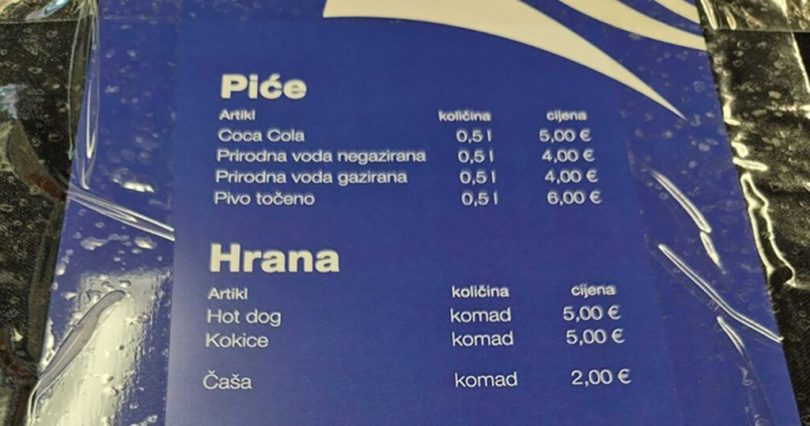 Piće
Artikl količina cijena
Coca Cola 0,5 l 5,00 €
Prirodna voda negazirana 0,5 l 4,00 €
Prirodna voda gazirana 0,5 l 4,00 €
Pivo točeno 0,5 l 6,00 €
Hrana
Artikl količina cijena
Hot dog komad 5,00 €
Kokice komad 5,00 €
Čaša komad 2,00 €